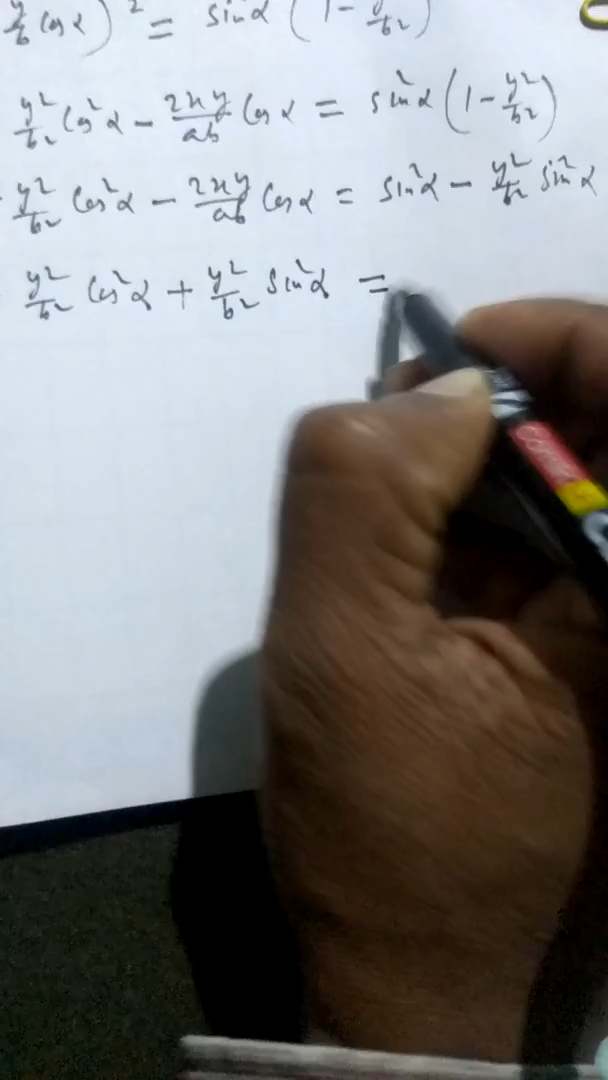 y/b cos α)² = sin²α (1 - y²/b²)
y²/b² cos²α - 2xy/ab cos α = sin²α (1 - y²/b²)
y²/b² cos²α - 2xy/ab cos α = sin²α - y²/b² sin²α
y²/b² cos²α + y²/b² sin²α =